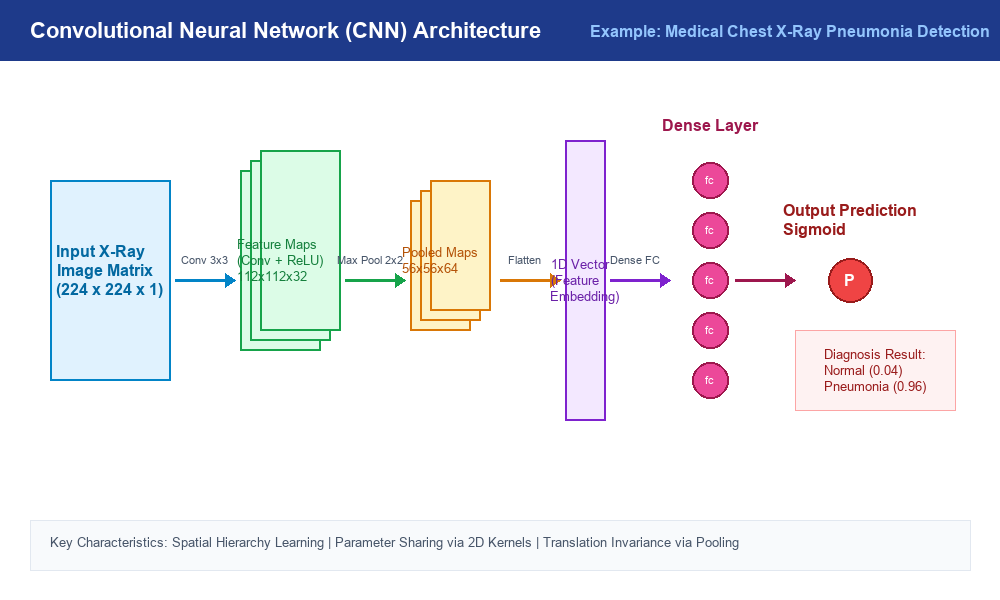 Convolutional Neural Network (CNN) Architecture
Example: Medical Chest X-Ray Pneumonia Detection
Dense Layer
Input X-Ray
Image Matrix
(224 x 224 x 1)
Conv 3x3
Feature Maps
(Conv + ReLU)
112x112x32
Max Pool 2x2
Pooled Maps
56x56x64
Flatten
1D Vector
(Feature
Embedding)
Dense FC
fc
fc
fc
fc
fc
Output Prediction
Sigmoid
P
Diagnosis Result:
Normal (0.04)
Pneumonia (0.96)
Key Characteristics: Spatial Hierarchy Learning | Parameter Sharing via 2D Kernels | Translation Invariance via Pooling